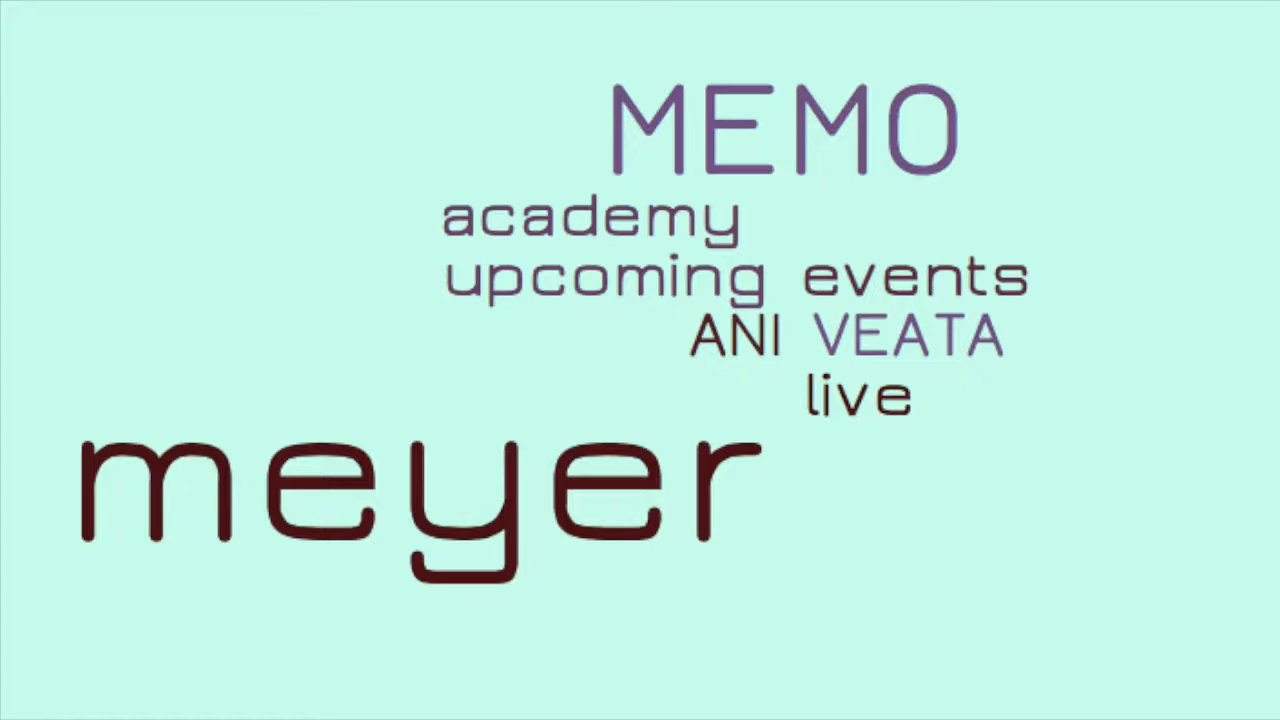 MEMO
academy
upcoming events
ANI VEATA
live
meyer